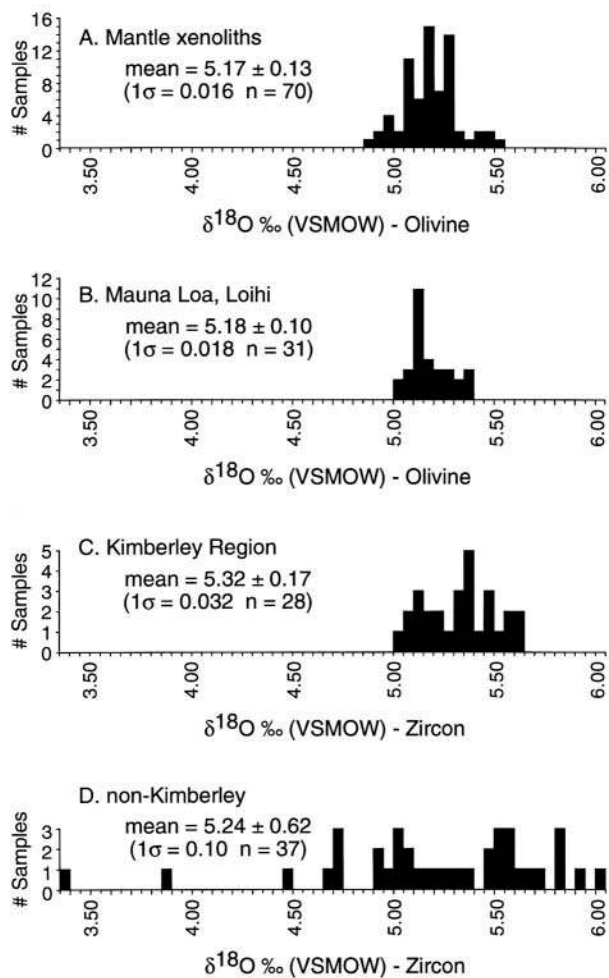 A. Mantle xenoliths
mean = 5.17 ± 0.13
(1σ = 0.016 n = 70)
# Samples
16
12
8
4
0
3.50
4.00
4.50
5.00
5.50
6.00
δ18O ‰ (VSMOW) - Olivine
B. Mauna Loa, Loihi
mean = 5.18 ± 0.10
(1σ = 0.018 n = 31)
# Samples
12
10
8
6
4
2
0
3.50
4.00
4.50
5.00
5.50
6.00
δ18O ‰ (VSMOW) - Olivine
C. Kimberley Region
mean = 5.32 ± 0.17
(1σ = 0.032 n = 28)
# Samples
5
4
3
2
1
0
3.50
4.00
4.50
5.00
5.50
6.00
δ18O ‰ (VSMOW) - Zircon
D. non-Kimberley
mean = 5.24 ± 0.62
(1σ = 0.10 n = 37)
# Samples
3
2
1
0
3.50
4.00
4.50
5.00
5.50
6.00
δ18O ‰ (VSMOW) - Zircon